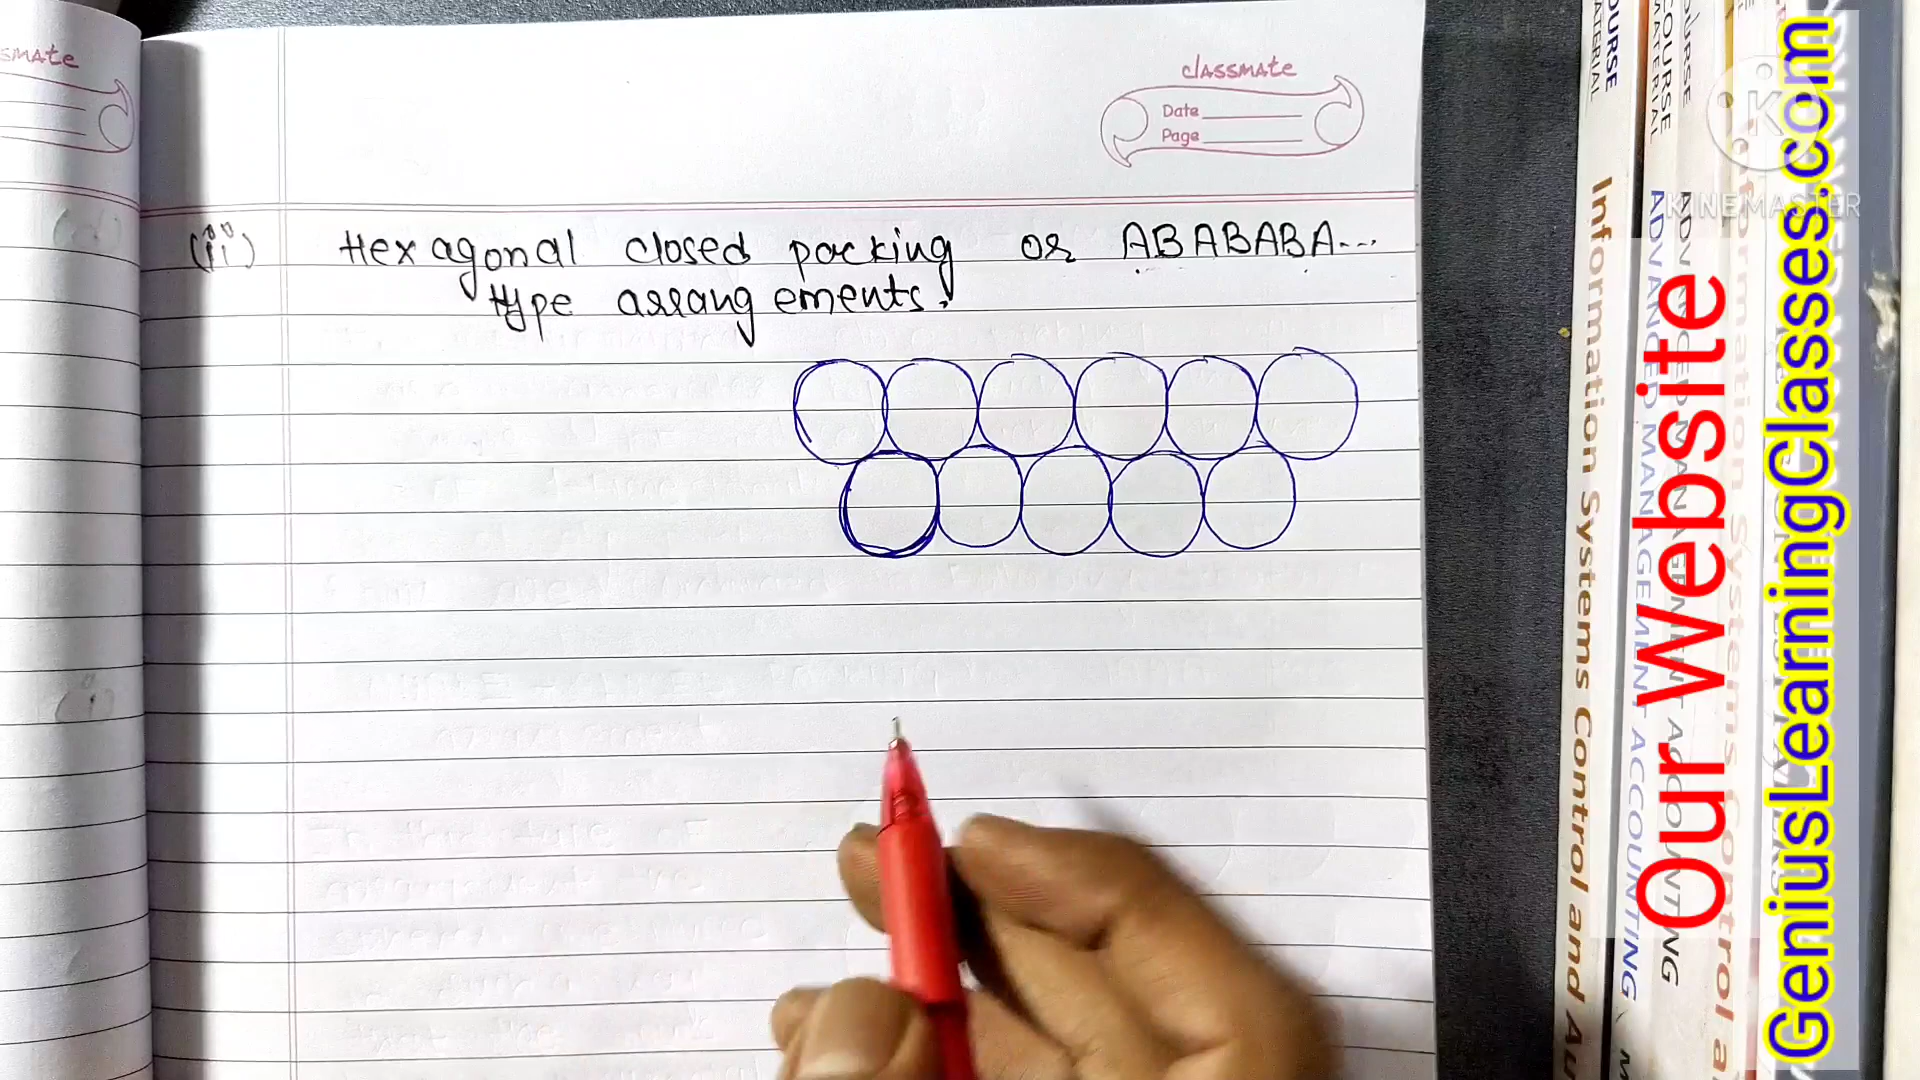 smate
classmate
Date
Page
(ii) Hexagonal closed packing or ABABABA...
type arrangements.
Our Website
GeniusLearningClasses.com
KINEMASTER
COURSE
MATERIAL
Information Systems Control and
ADVANCED MANAGEMENT ACCOUNTING